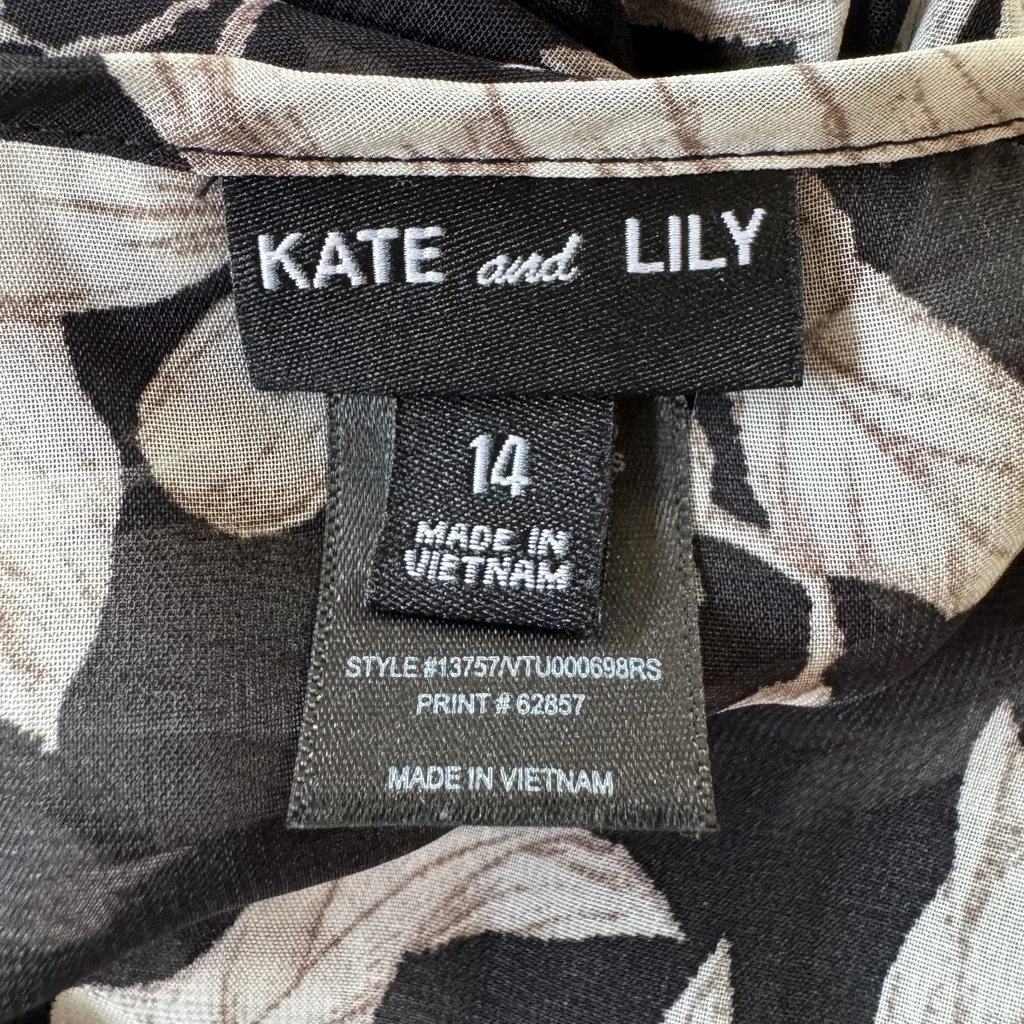 KATE and LILY
14
MADE IN
VIETNAM
STYLE #13757/VTU000698RS
PRINT # 62857
MADE IN VIETNAM